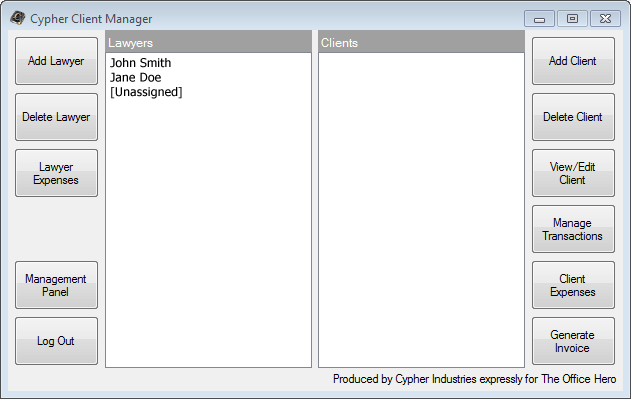 Cypher Client Manager
Lawyers
Clients
Add Lawyer
Delete Lawyer
Lawyer
Expenses
Management
Panel
Log Out
John Smith
Jane Doe
[Unassigned]
Add Client
Delete Client
View/Edit
Client
Manage
Transactions
Client
Expenses
Generate
Invoice
Produced by Cypher Industries expressly for The Office Hero